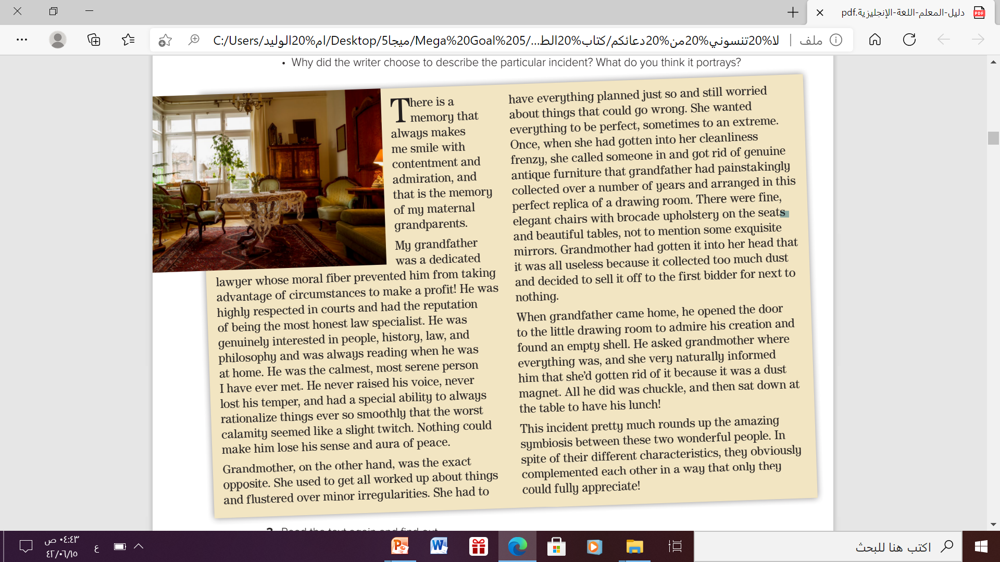 دليل-المعلم-اللغة-الإنجليزية.pdf
ملف
C:/Users/ام%20الوليد/Desktop/ميجا5/Mega%20Goal%205/...لا%20تنسوني%20من%20دعائكم/كتاب%20الط
• Why did the writer choose to describe the particular incident? What do you think it portrays?
There is a
memory that
always makes
me smile with
contentment and
admiration, and
that is the memory
of my maternal
grandparents.
My grandfather
was a dedicated
lawyer whose moral fiber prevented him from taking
advantage of circumstances to make a profit! He was
highly respected in courts and had the reputation
of being the most honest law specialist. He was
genuinely interested in people, history, law, and
philosophy and was always reading when he was
at home. He was the calmest, most serene person
I have ever met. He never raised his voice, never
lost his temper, and had a special ability to always
rationalize things ever so smoothly that the worst
calamity seemed like a slight twitch. Nothing could
make him lose his sense and aura of peace.
Grandmother, on the other hand, was the exact
opposite. She used to get all worked up about things
and flustered over minor irregularities. She had to
have everything planned just so and still worried
about things that could go wrong. She wanted
everything to be perfect, sometimes to an extreme.
Once, when she had gotten into her cleanliness
frenzy, she called someone in and got rid of genuine
antique furniture that grandfather had painstakingly
collected over a number of years and arranged in this
perfect replica of a drawing room. There were fine,
elegant chairs with brocade upholstery on the seats
and beautiful tables, not to mention some exquisite
mirrors. Grandmother had gotten it into her head that
it was all useless because it collected too much dust
and decided to sell it off to the first bidder for next to
nothing.
When grandfather came home, he opened the door
to the little drawing room to admire his creation and
found an empty shell. He asked grandmother where
everything was, and she very naturally informed
him that she'd gotten rid of it because it was a dust
magnet. All he did was chuckle, and then sat down at
the table to have his lunch!
This incident pretty much rounds up the amazing
symbiosis between these two wonderful people. In
spite of their different characteristics, they obviously
complemented each other in a way that only they
could fully appreciate!
2 Read the text again and find out
اكتب هنا للبحث
ع
٠٤:٤٣ ص
٤٢/٠٦/١٥